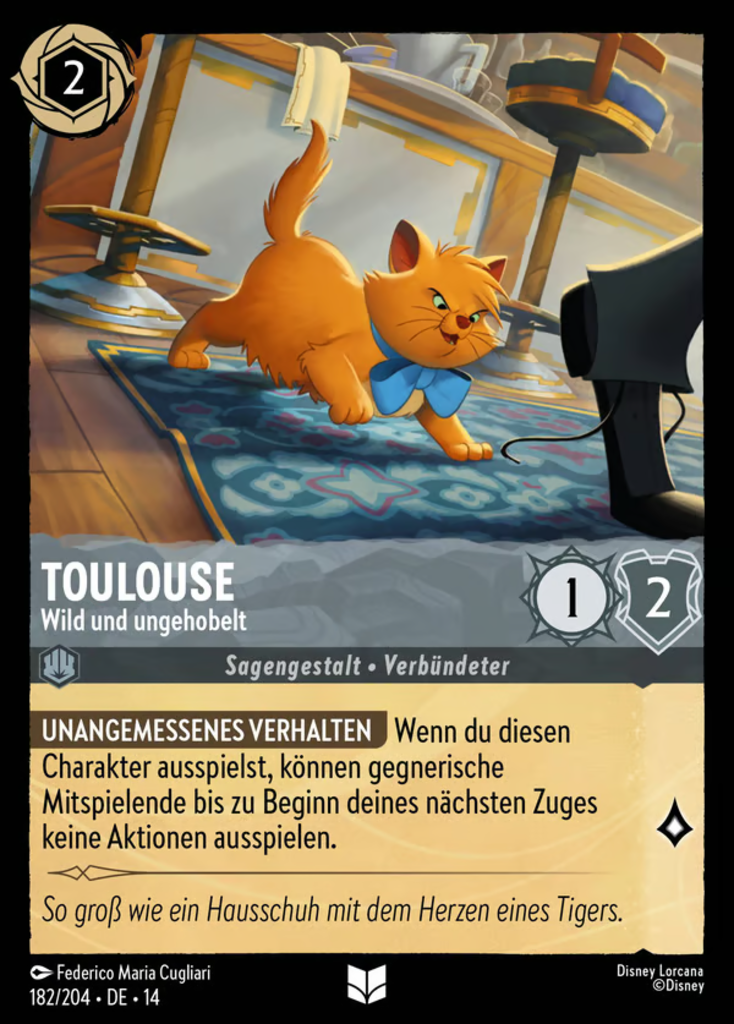 2
TOULOUSE
Wild und ungehobelt
1
2
Sagengestalt • Verbündeter
UNANGEMESSENES VERHALTEN Wenn du diesen
Charakter ausspielst, können gegnerische
Mitspielende bis zu Beginn deines nächsten Zuges
keine Aktionen ausspielen.
So groß wie ein Hausschuh mit dem Herzen eines Tigers.
Federico Maria Cugliari
182/204 • DE • 14
Disney Lorcana
©Disney